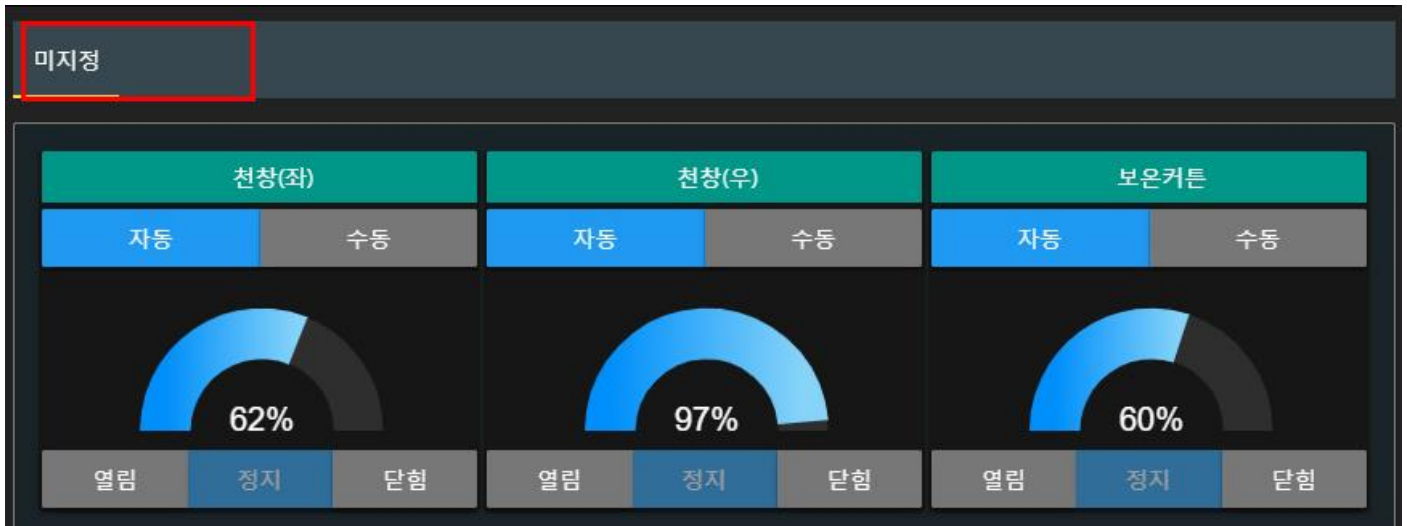 미지정
천창(좌) 천창(우) 보온커튼
자동 수동 자동 수동 자동 수동
62% 97% 60%
열림 정지 닫힘 열림 정지 닫힘 열림 정지 닫힘